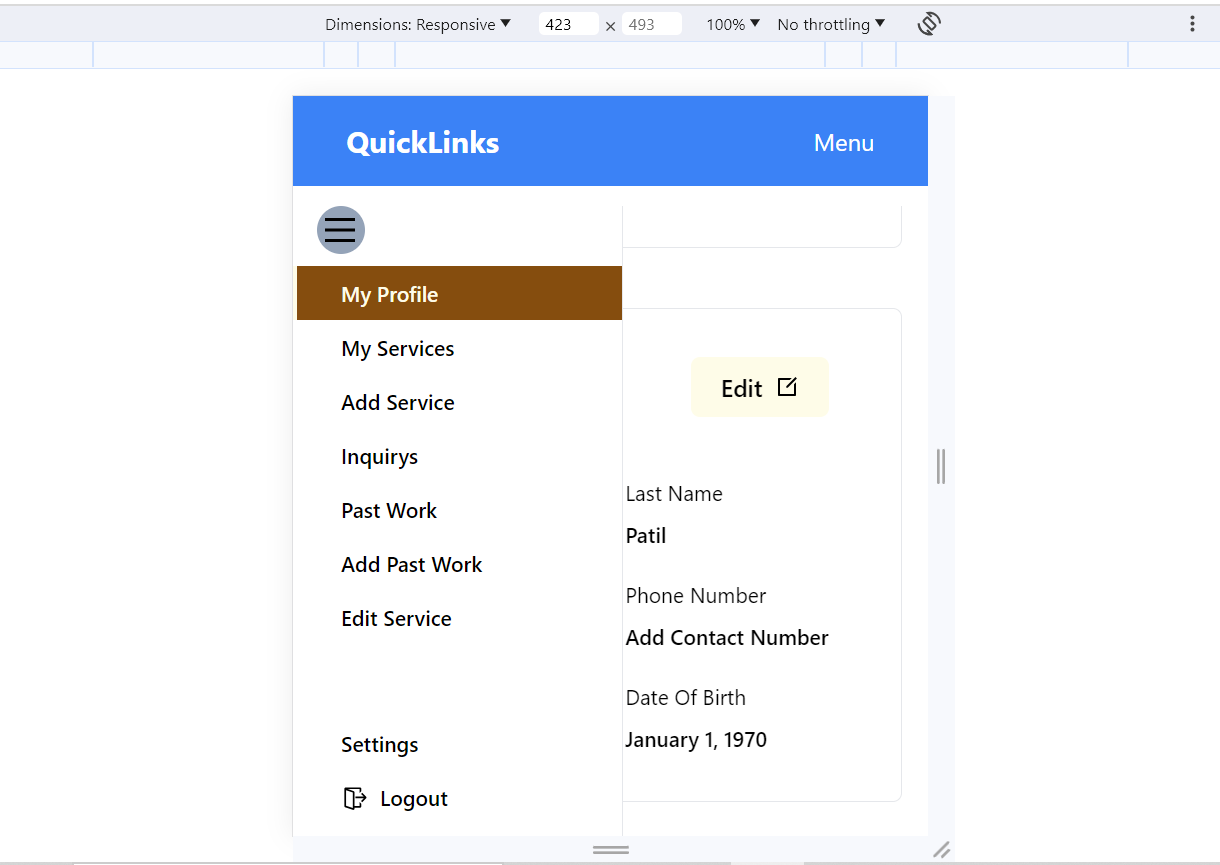 Dimensions: Responsive ▼ 423 × 493 100% ▼ No throttling ▼
QuickLinks Menu
My Profile
My Services
Add Service
Inquirys
Past Work
Add Past Work
Edit Service
Settings
Logout
Edit
Last Name
Patil
Phone Number
Add Contact Number
Date Of Birth
January 1, 1970